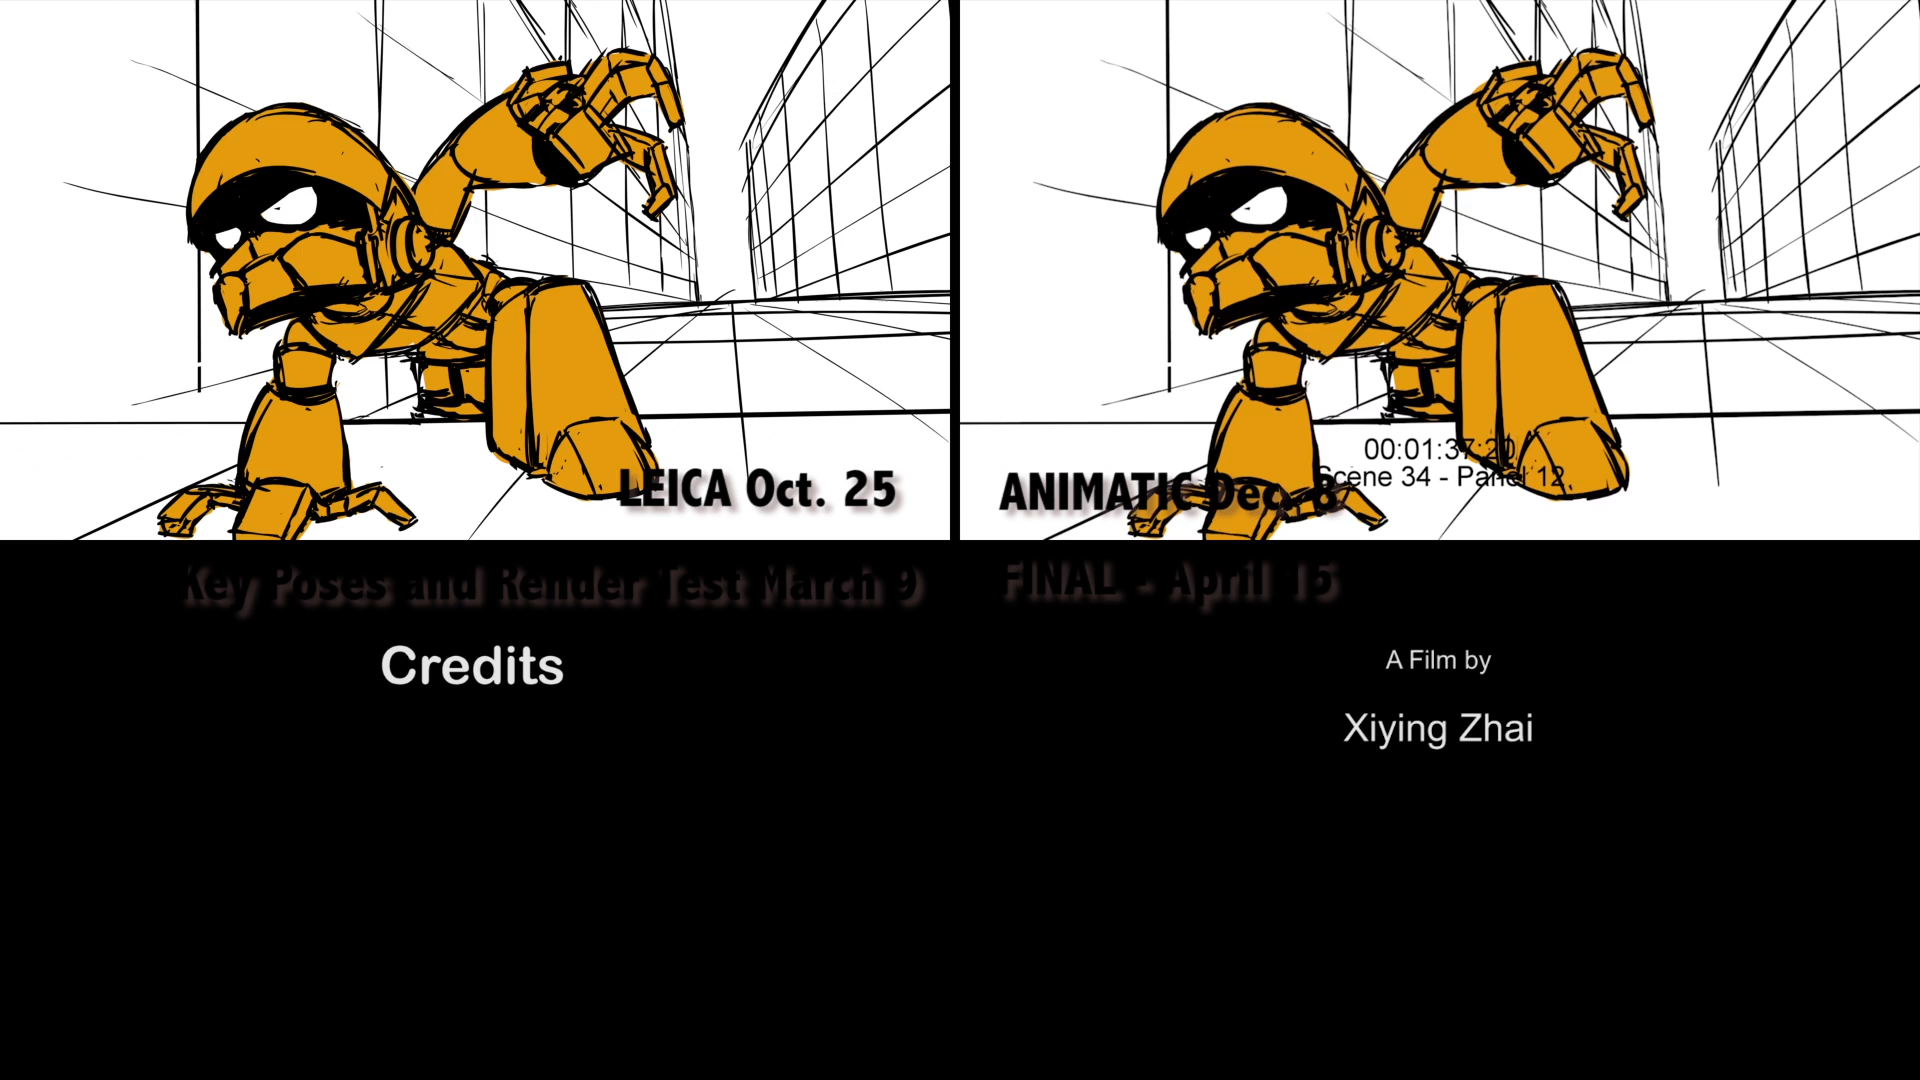 LEICA Oct. 25
00:01:37:20
Scene 34 - Panel 12
ANIMATIC Dec. 8
Key Poses and Render Test March 9
FINAL - April 15
Credits
A Film by
Xiying Zhai